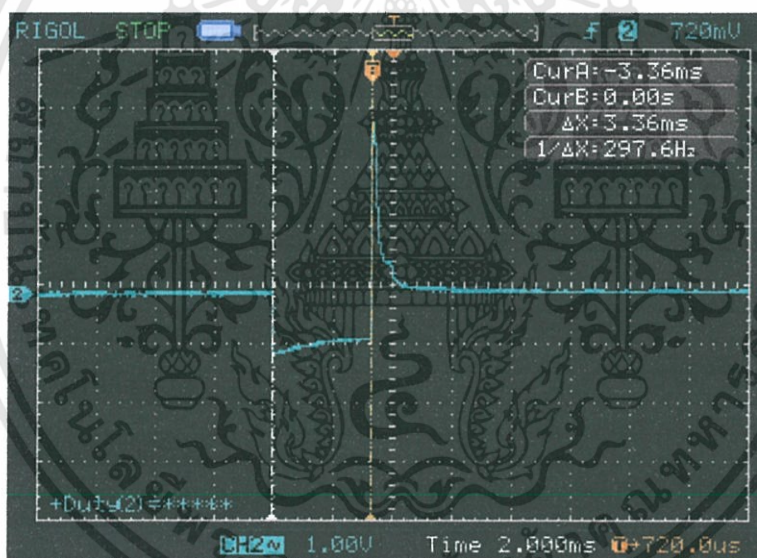 RIGOL STOP T f 2 720mV
CurA:-3.36ms
CurB:0.00s
ΔX:3.36ms
1/ΔX:297.6Hz
2
+Duty(2)=*****
CH2∿ 1.00V Time 2.000ms T→720.0us